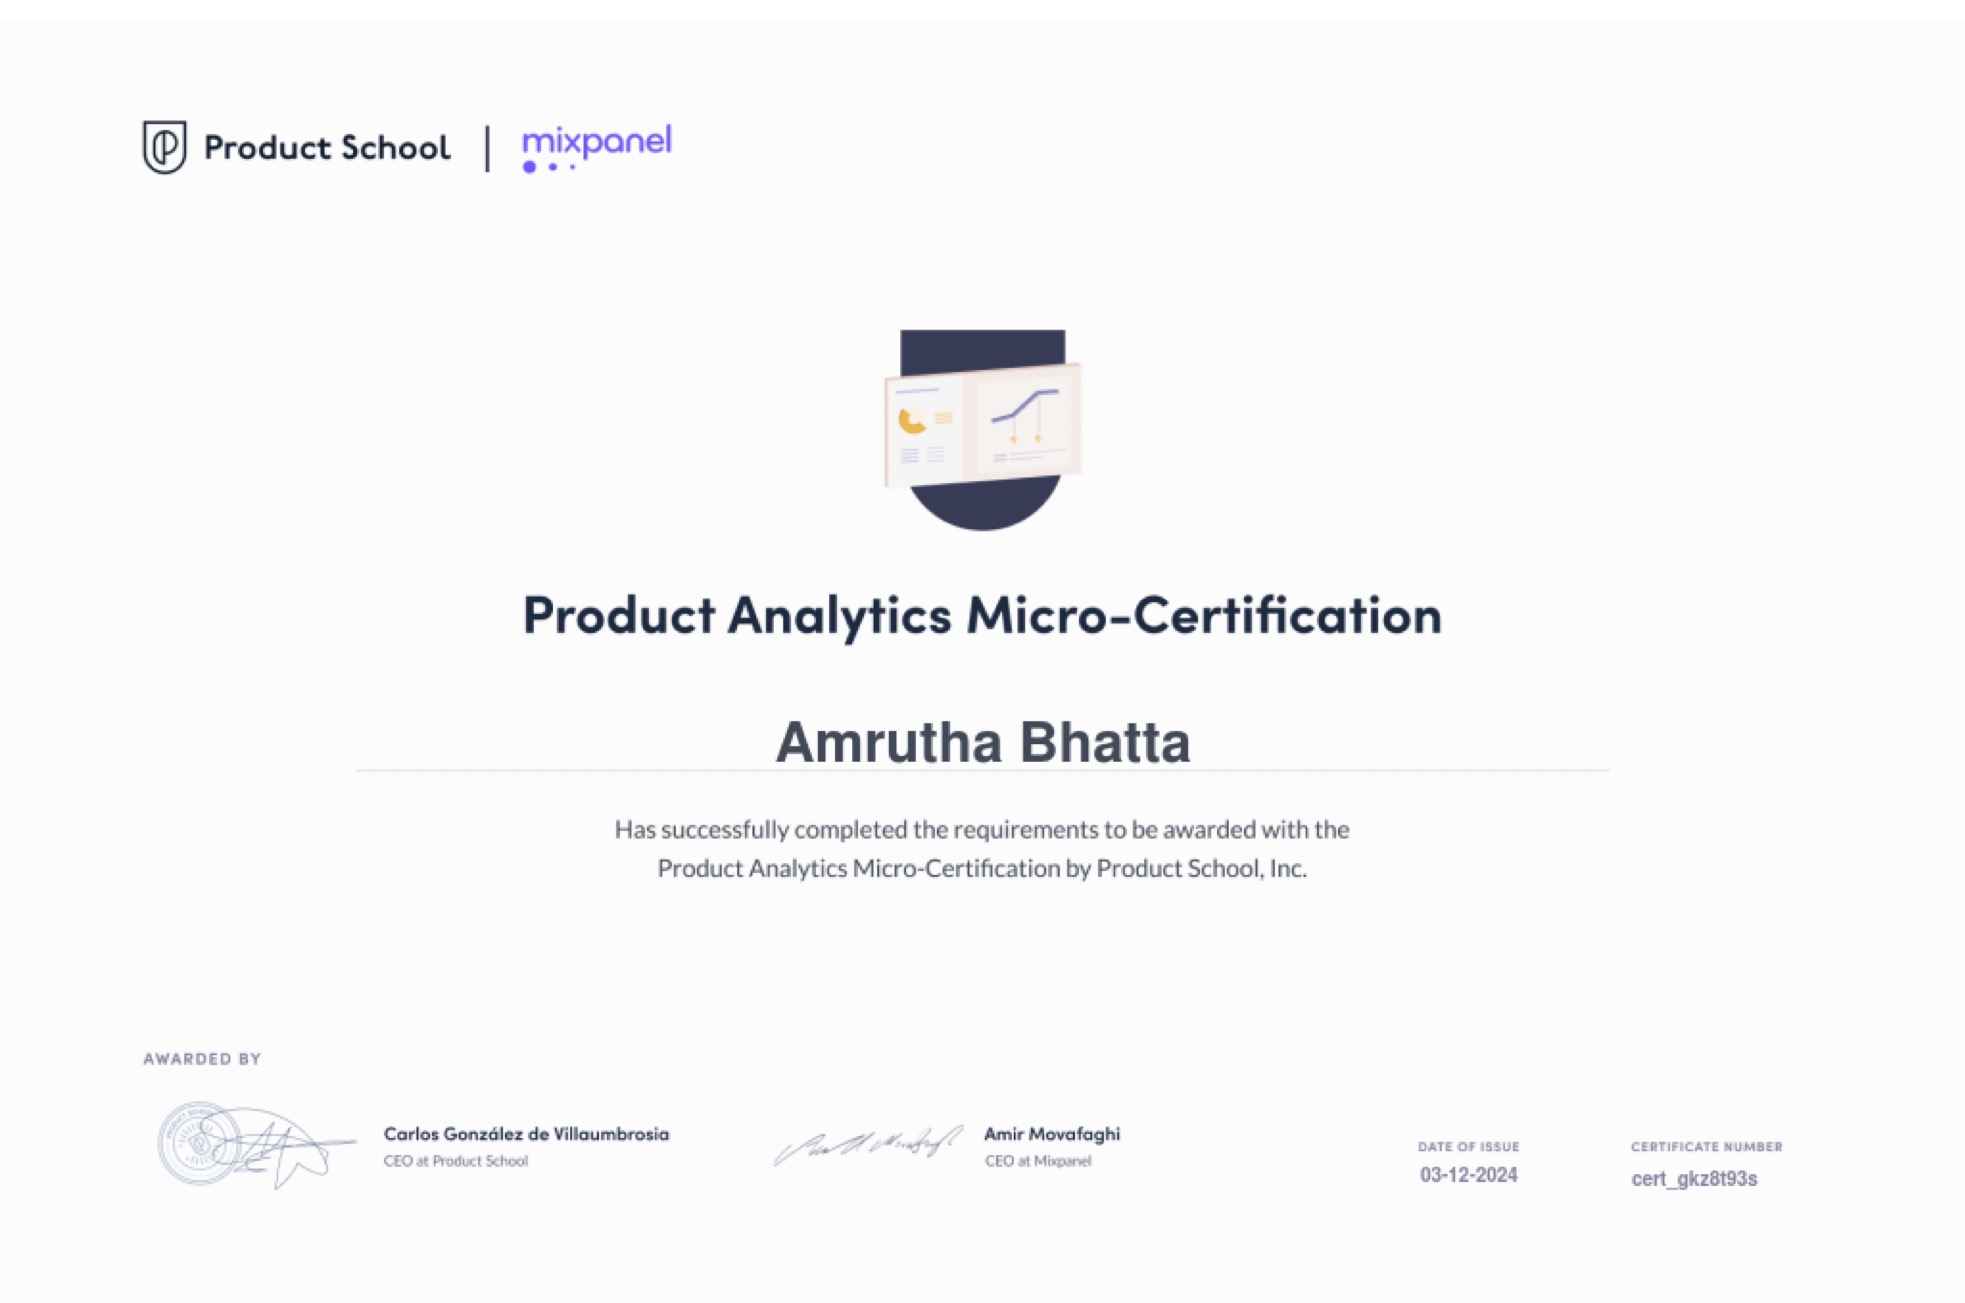 Product School | mixpanel
Product Analytics Micro-Certification
Amrutha Bhatta
Has successfully completed the requirements to be awarded with the
Product Analytics Micro-Certification by Product School, Inc.
AWARDED BY
PRODUCT SCHOOL
Carlos González de Villaumbrosia
CEO at Product School
Amir Movafaghi
CEO at Mixpanel
DATE OF ISSUE
03-12-2024
CERTIFICATE NUMBER
cert_gkz8t93s